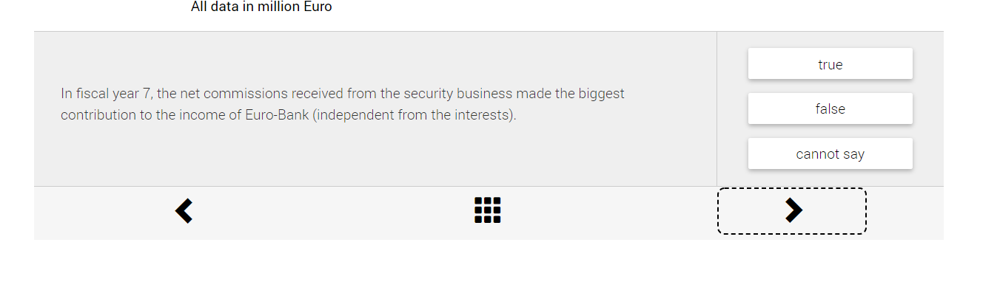 All data in million Euro
In fiscal year 7, the net commissions received from the security business made the biggest
contribution to the income of Euro-Bank (independent from the interests).
true
false
cannot say